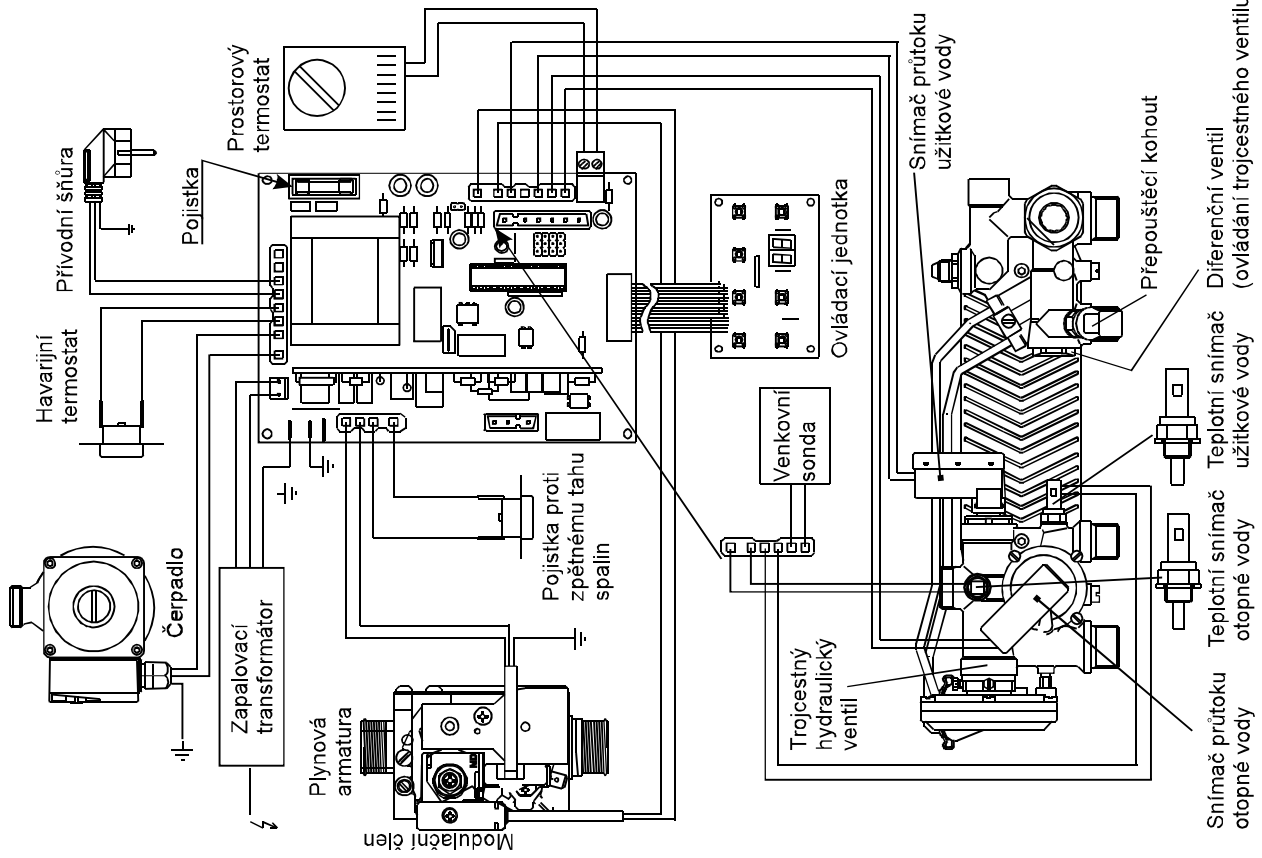 Prostorový
termostat
Přívodní šňůra
Pojistka
Havarijní
termostat
Čerpadlo
Zapalovací
transformátor
Pojistka proti
zpětnému tahu
spalin
Plynová
armatura
Modulační člen
Snímač průtoku
užitkové vody
Ovládací jednotka
Venkovní
sonda
Trojcestný
hydraulický
ventil
Přepouštěcí kohout
Diferenční ventil
(ovládání trojcestného ventilu
Teplotní snímač
užitkové vody
Teplotní snímač
otopné vody
Snímač průtoku
otopné vody